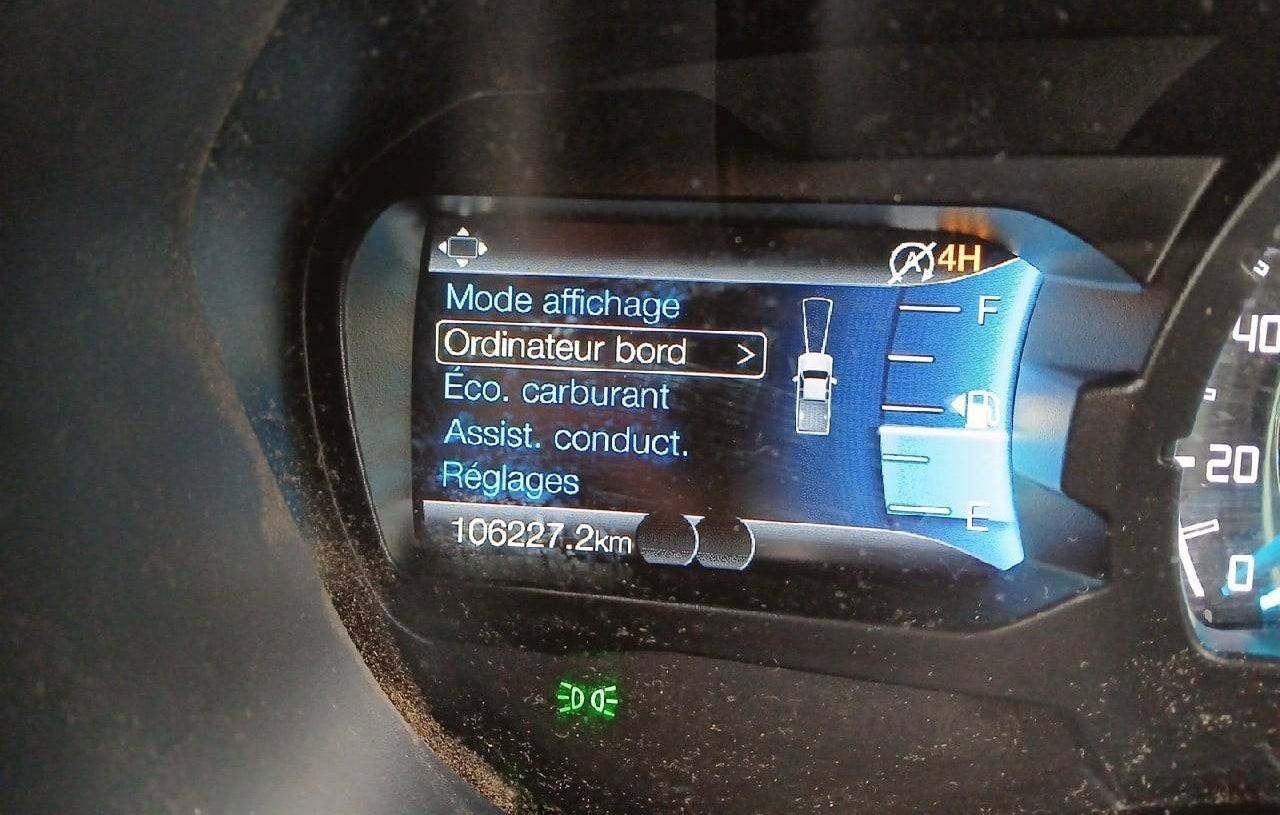 A 4H
Mode affichage
F
Ordinateur bord >
Éco. carburant
Assist. conduct.
Réglages
E
106227.2km
40
20
0